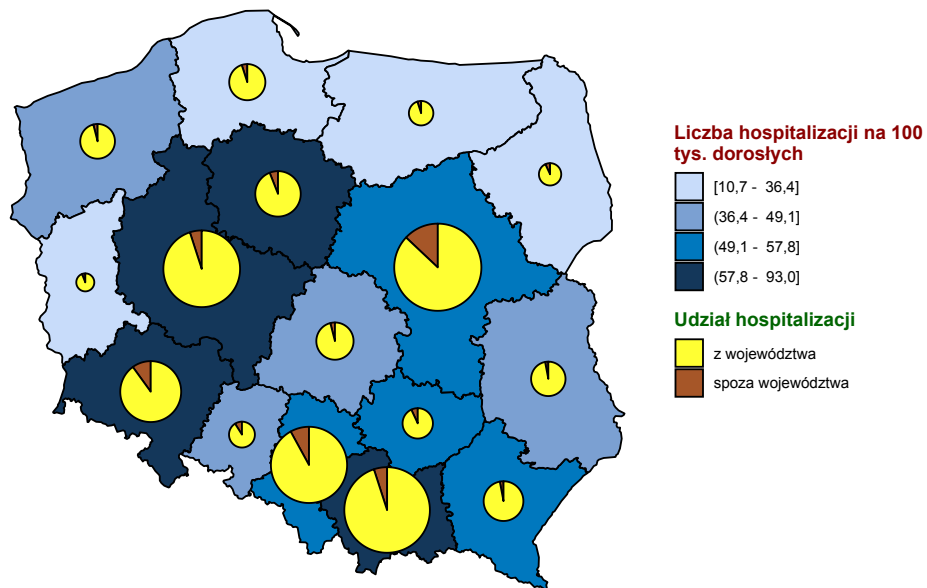 Liczba hospitalizacji na 100
tys. dorosłych
[10,7 - 36,4]
(36,4 - 49,1]
(49,1 - 57,8]
(57,8 - 93,0]
Udział hospitalizacji
z województwa
spoza województwa